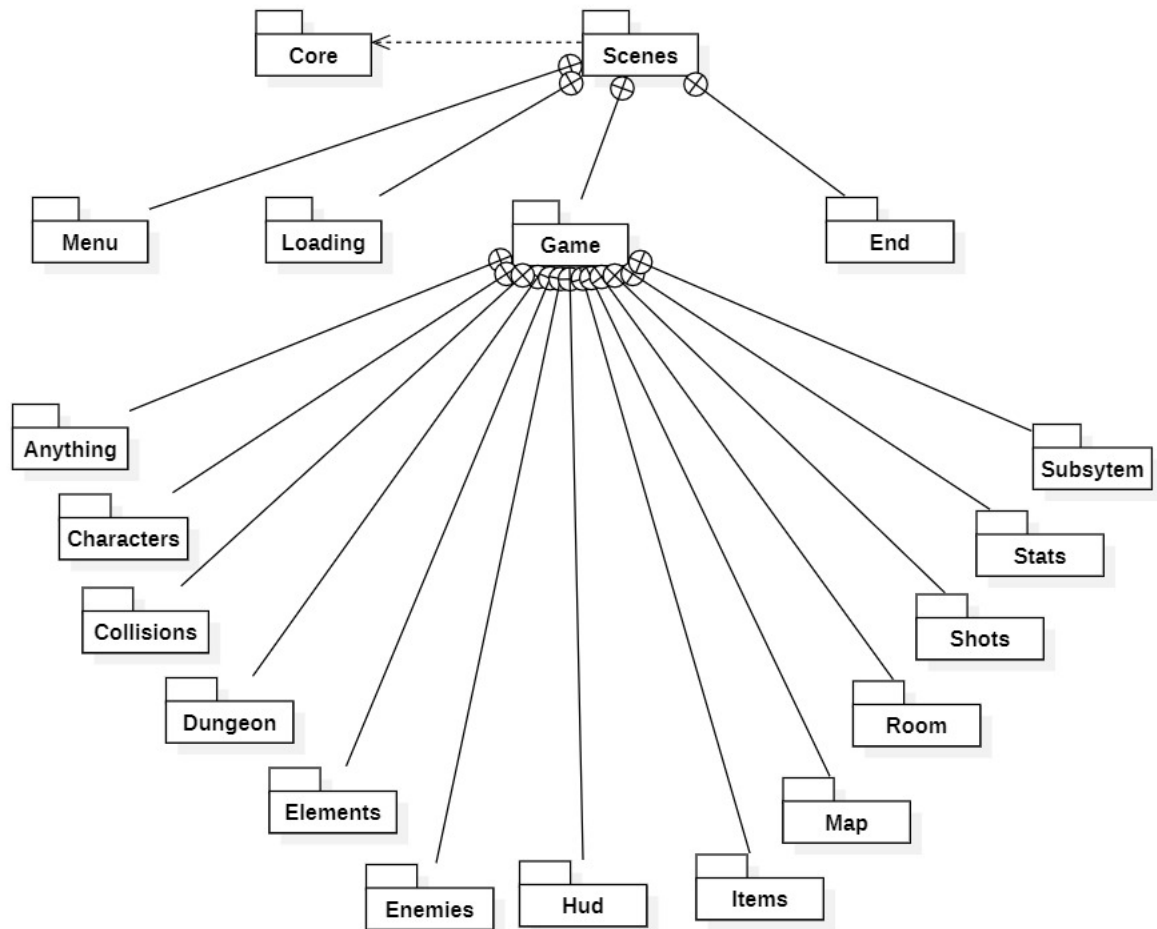 Core
Scenes
Menu
Loading
Game
End
Anything
Subsytem
Characters
Stats
Collisions
Shots
Dungeon
Room
Elements
Map
Enemies
Hud
Items